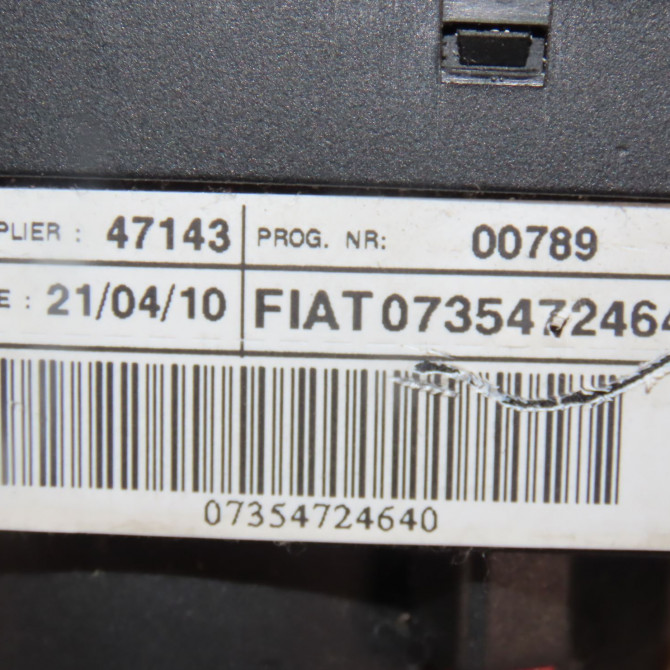 PLIER : 47143 PROG. NR: 00789
E : 21/04/10 FIAT 0735472464
07354724640